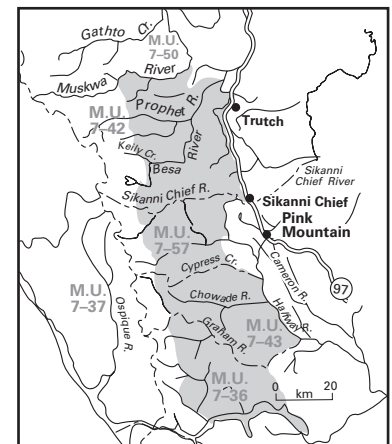 Gathto Cr.
M.U.
7–50
Muskwa River
M.U.
7–42
Prophet R.
Trutch
Kelly Cr.
Besa River
Sikanni Chief R.
Sikanni
Chief River
Sikanni Chief
Pink
Mountain
M.U.
7–57
Cypress Cr.
Cameron R.
97
M.U.
7–37
Ospique R.
Chowade R.
Halfway R.
Graham R.
M.U.
7–43
M.U.
7–36
0 20
km